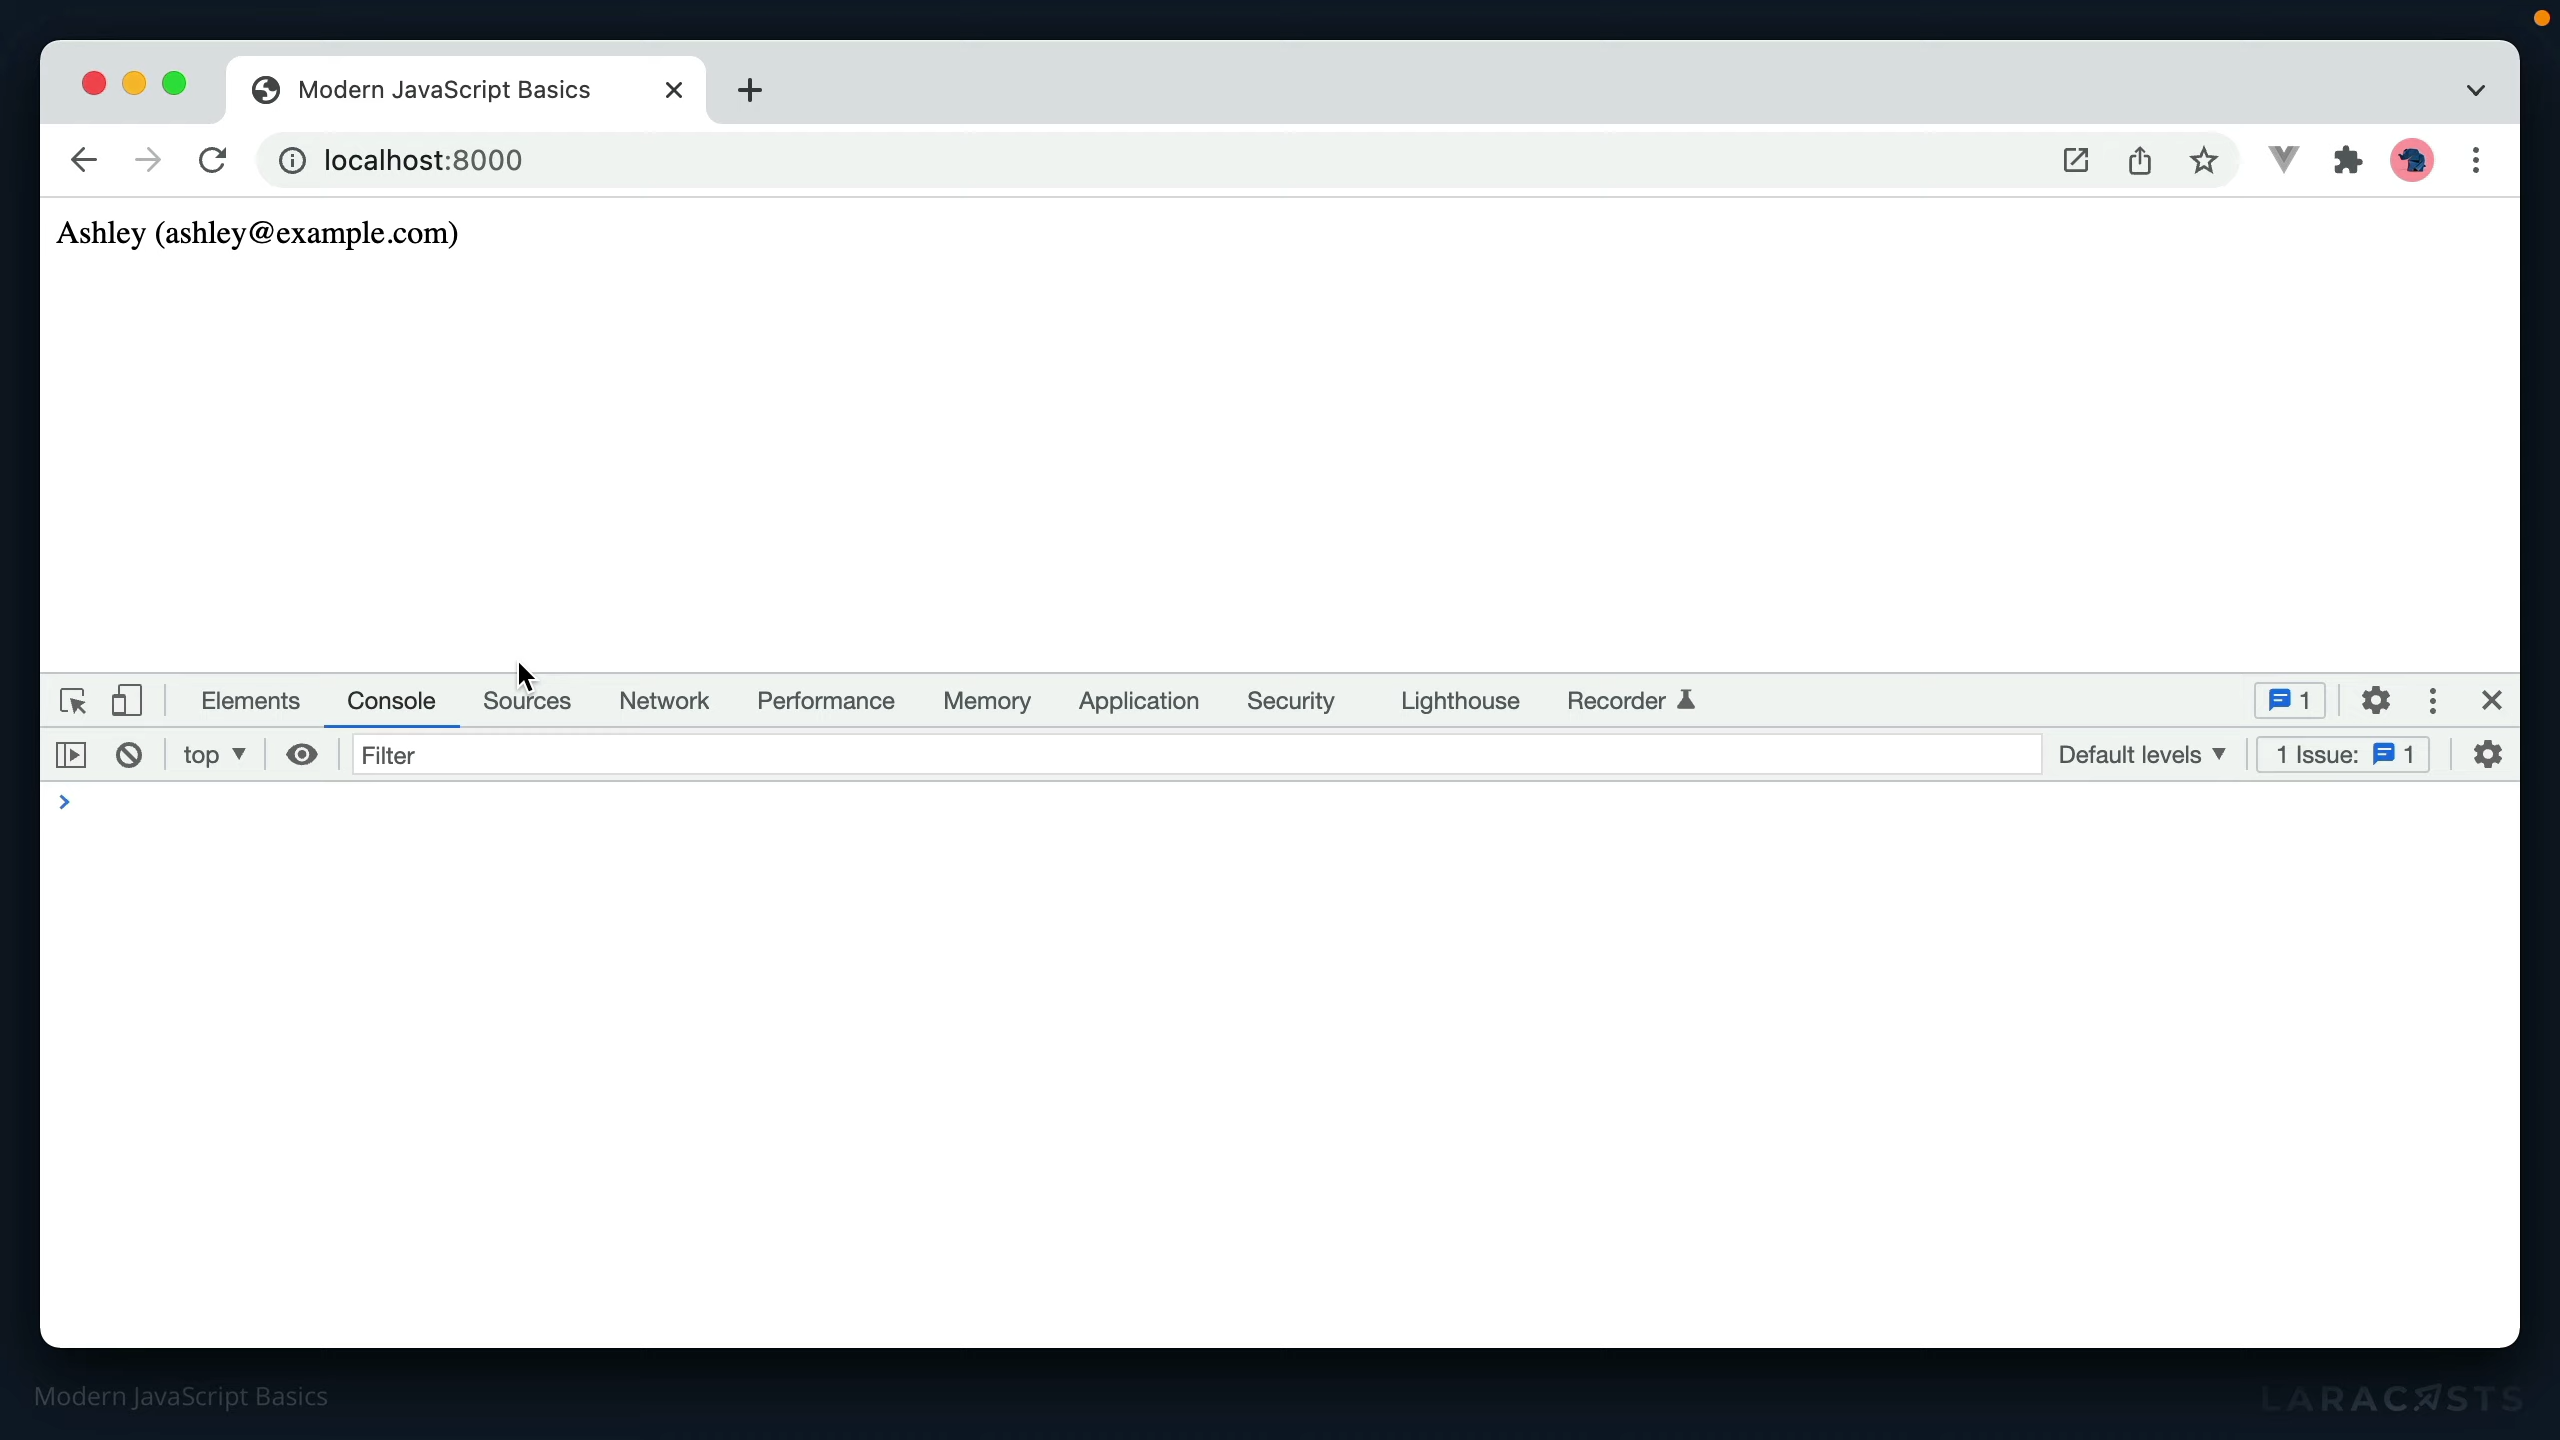 Modern JavaScript Basics
localhost:8000
Ashley (ashley@example.com)
Elements Console Sources Network Performance Memory Application Security Lighthouse Recorder 1
top Filter Default levels 1 Issue: 1
Modern JavaScript Basics
LARACASTS